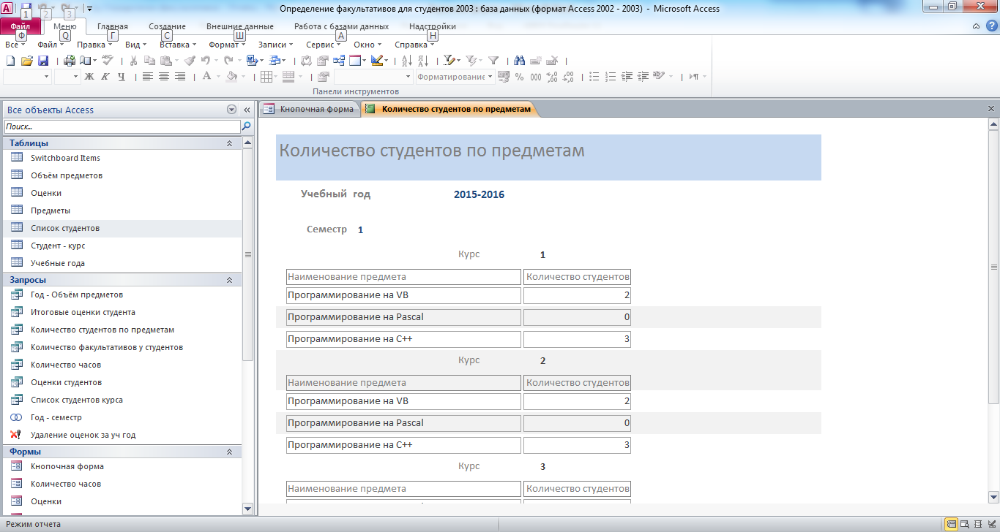 Определение факультативов для студентов 2003 : база данных (формат Access 2002 - 2003) - Microsoft Access
1 2 3
Файл Меню Главная Создание Внешние данные Работа с базами данных Надстройки
Ф Q Г С Ш А Н
Все Файл Правка Вид Вставка Формат Записи Сервис Окно Справка
Ж К Ч А Форматирование % 000
Панели инструментов
Все объекты Access
Кнопочная форма Количество студентов по предметам
Поиск...
Таблицы
Switchboard Items
Объём предметов
Оценки
Предметы
Список студентов
Студент - курс
Учебные года
Запросы
Год - Объём предметов
Итоговые оценки студента
Количество студентов по предметам
Количество факультативов у студентов
Количество часов
Оценки студентов
Список студентов курса
Год - семестр
Удаление оценок за уч год
Формы
Кнопочная форма
Количество часов
Оценки
Количество студентов по предметам
Учебный год 2015-2016
Семестр 1
Курс 1
Наименование предмета Количество студентов
Программирование на VB 2
Программирование на Pascal 0
Программирование на C++ 3
Курс 2
Наименование предмета Количество студентов
Программирование на VB 2
Программирование на Pascal 0
Программирование на C++ 3
Курс 3
Наименование предмета Количество студентов
Режим отчета